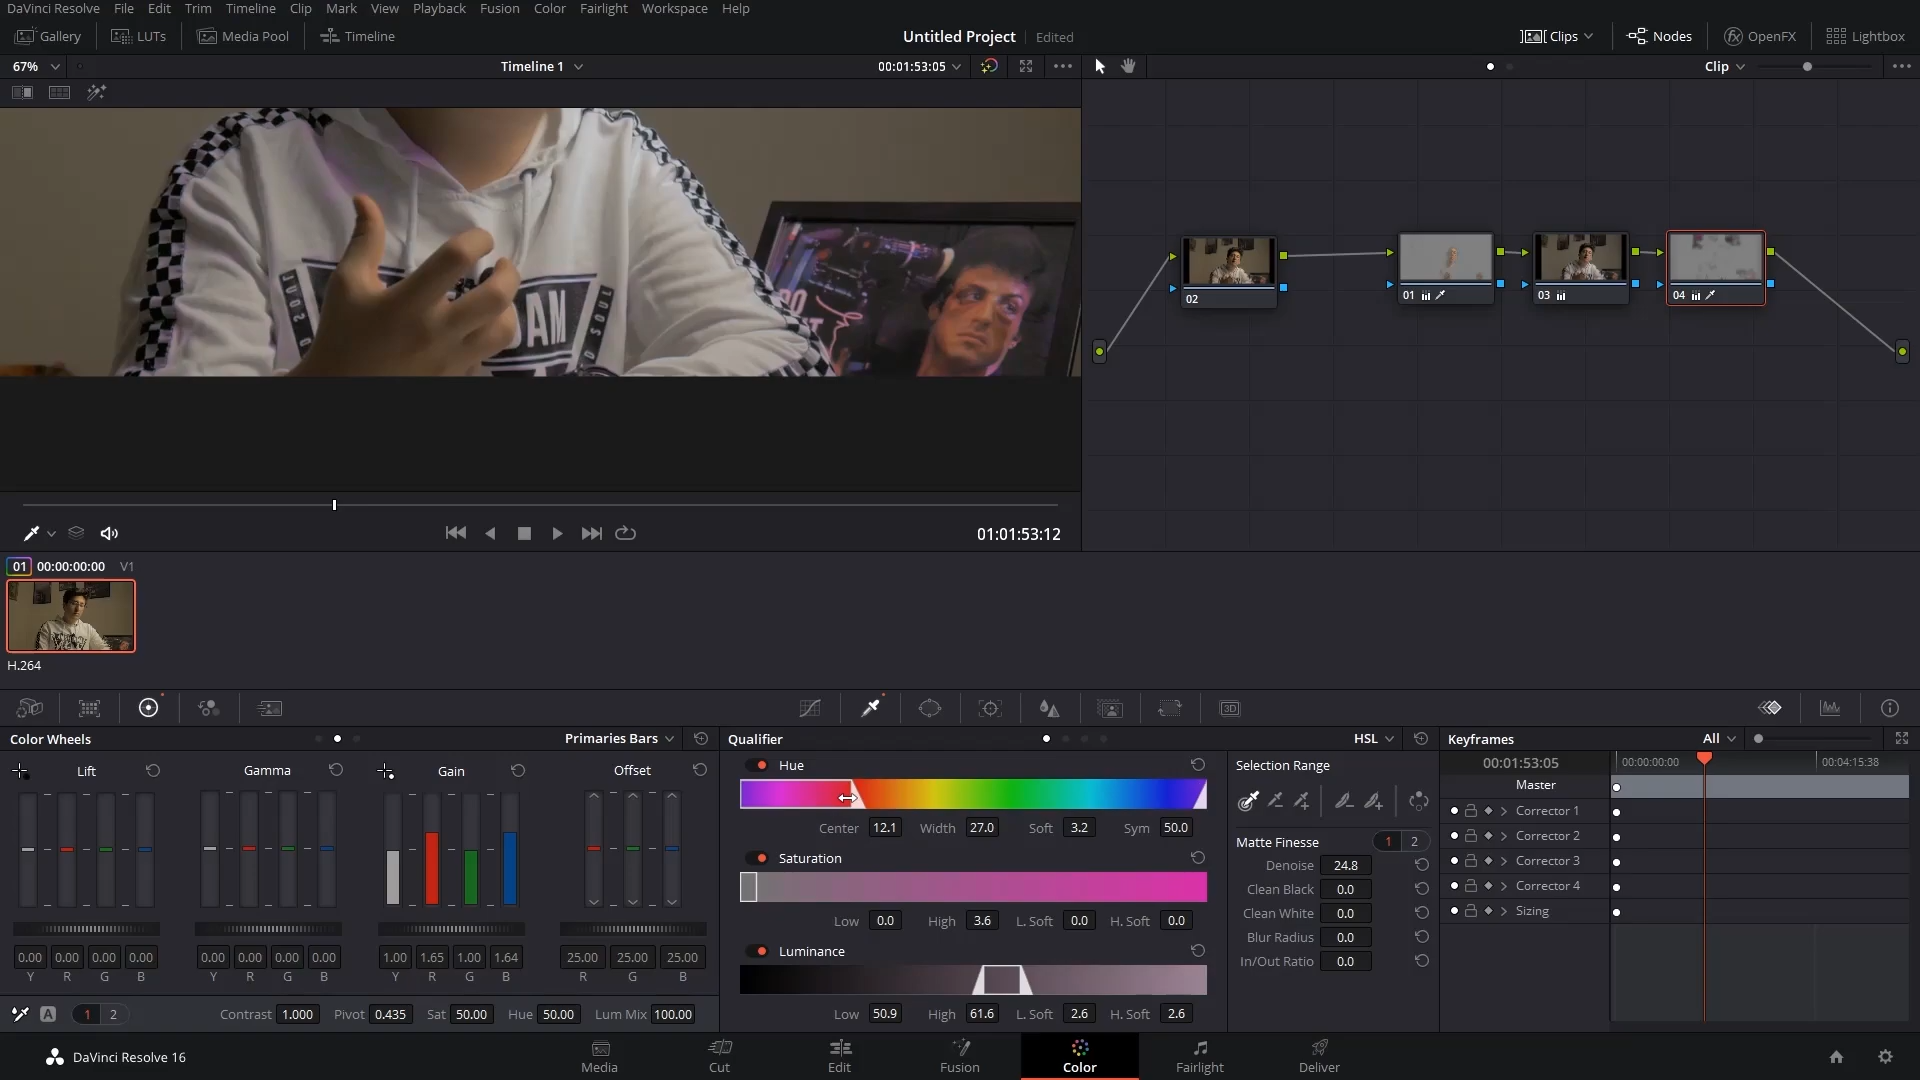 DaVinci Resolve File Edit Trim Timeline Clip Mark View Playback Fusion Color Fairlight Workspace Help
Gallery LUTs Media Pool Timeline Untitled Project Edited Clips Nodes OpenFX Lightbox
67% Timeline 1 00:01:53:05 Clip
SOUL
AM
D SOUL
02
01
03
04
01:01:53:12
01 00:00:00:00 V1
H.264
3D
Color Wheels Primaries Bars
Lift Gamma Gain Offset
0.00 0.00 0.00 0.00 0.00 0.00 0.00 0.00 1.00 1.65 1.00 1.64 25.00 25.00 25.00
Y R G B Y R G B Y R G B R G B
A 1 2 Contrast 1.000 Pivot 0.435 Sat 50.00 Hue 50.00 Lum Mix 100.00
Qualifier HSL
Hue
Center 12.1 Width 27.0 Soft 3.2 Sym 50.0
Saturation
Low 0.0 High 3.6 L. Soft 0.0 H. Soft 0.0
Luminance
Low 50.9 High 61.6 L. Soft 2.6 H. Soft 2.6
Selection Range
Matte Finesse 1 2
Denoise 24.8
Clean Black 0.0
Clean White 0.0
Blur Radius 0.0
In/Out Ratio 0.0
Keyframes All
00:01:53:05 00:00:00:00 00:04:15:38
Master
Corrector 1
Corrector 2
Corrector 3
Corrector 4
Sizing
DaVinci Resolve 16
Media Cut Edit Fusion Color Fairlight Deliver